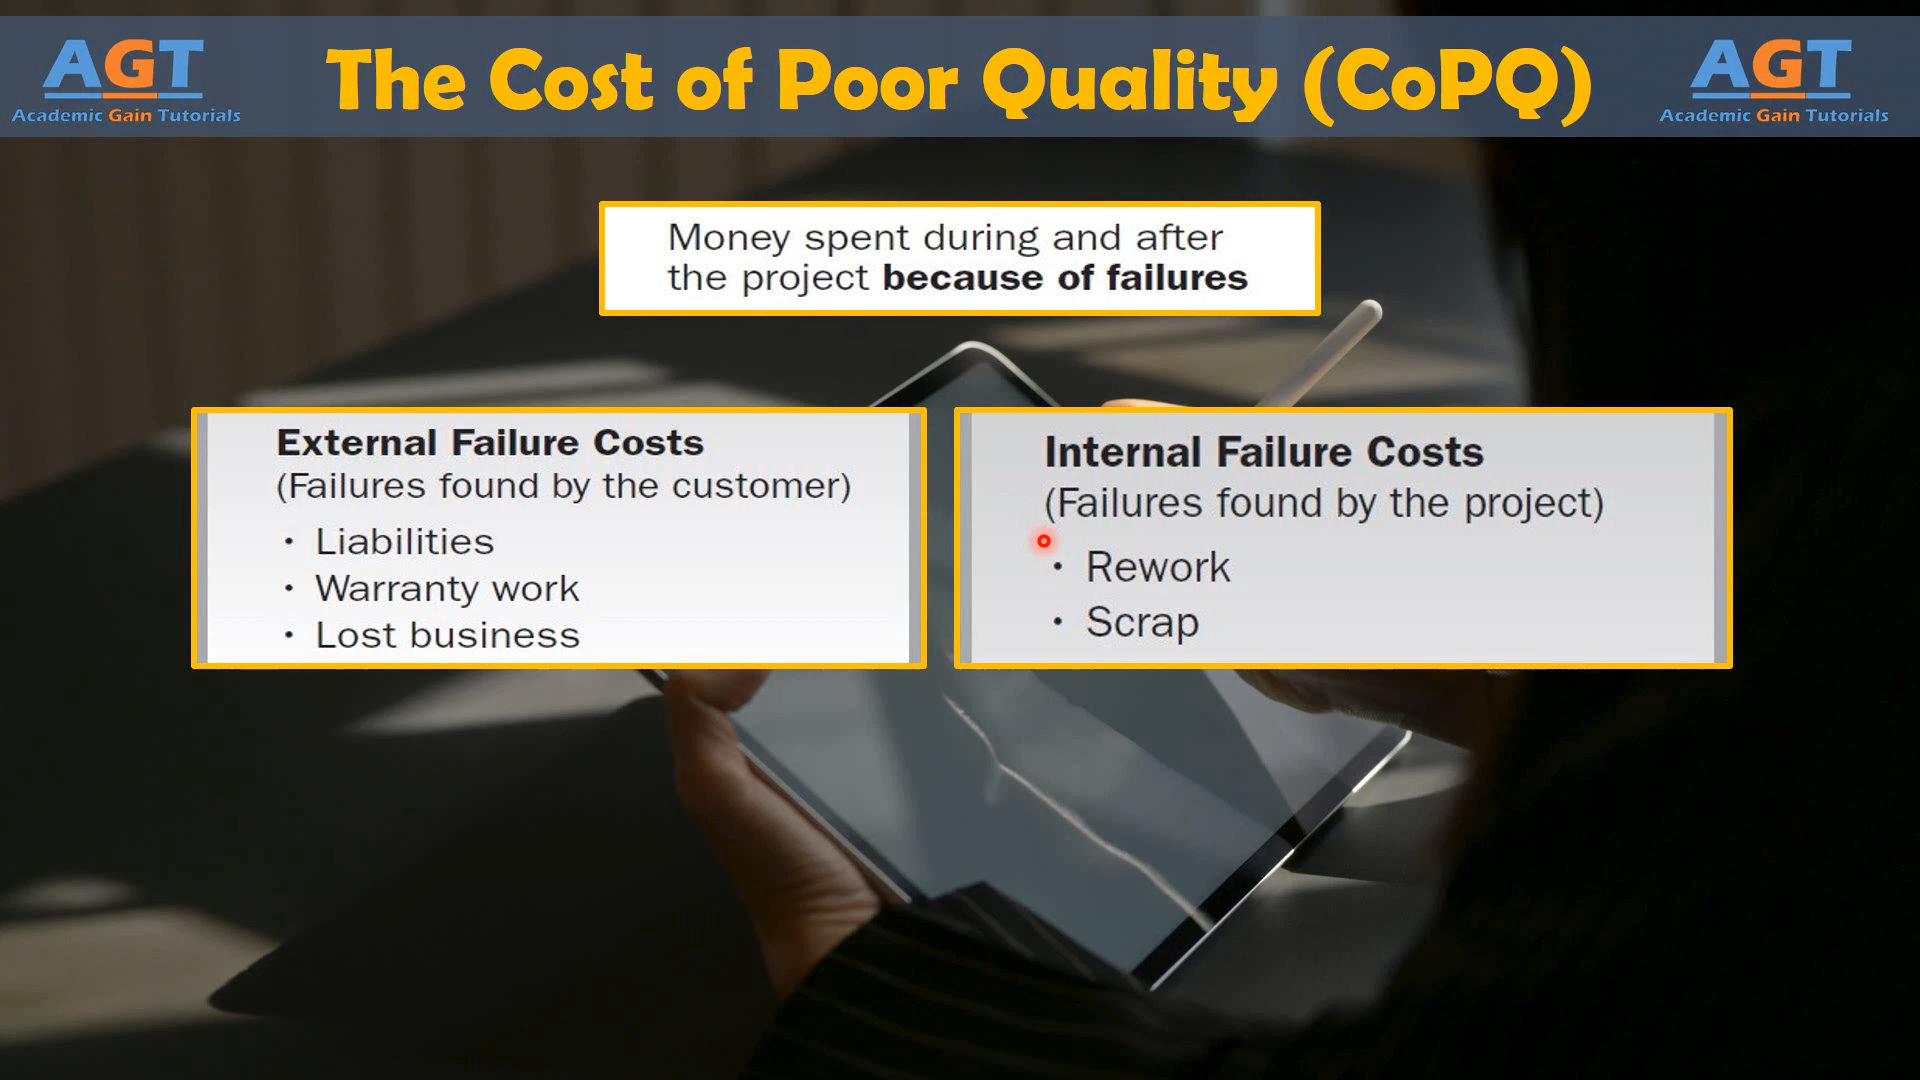 AGT
Academic Gain Tutorials
The Cost of Poor Quality (CoPQ)
AGT
Academic Gain Tutorials
Money spent during and after
the project because of failures
External Failure Costs
(Failures found by the customer)
• Liabilities
• Warranty work
• Lost business
Internal Failure Costs
(Failures found by the project)
• Rework
• Scrap